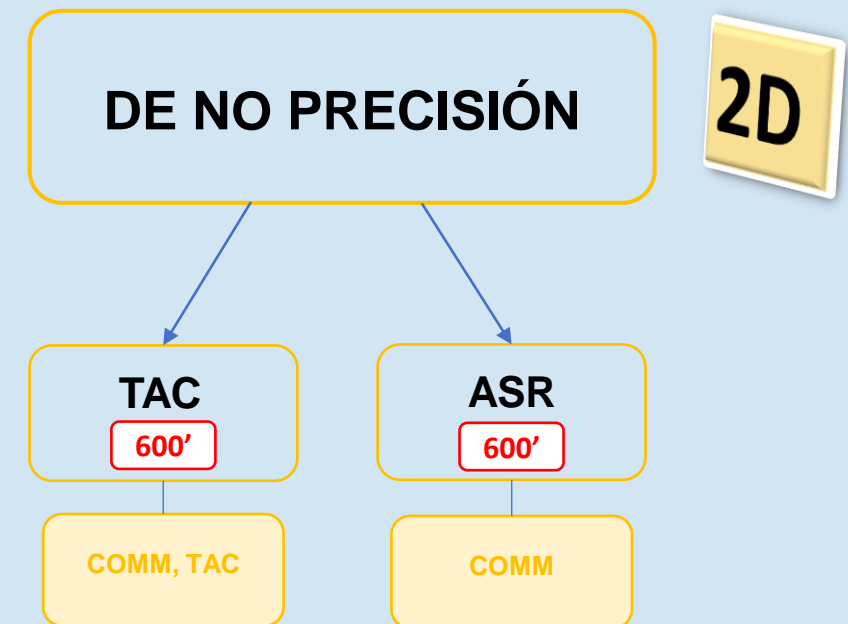 DE NO PRECISIÓN
2D
TAC
600’
ASR
600’
COMM, TAC
COMM